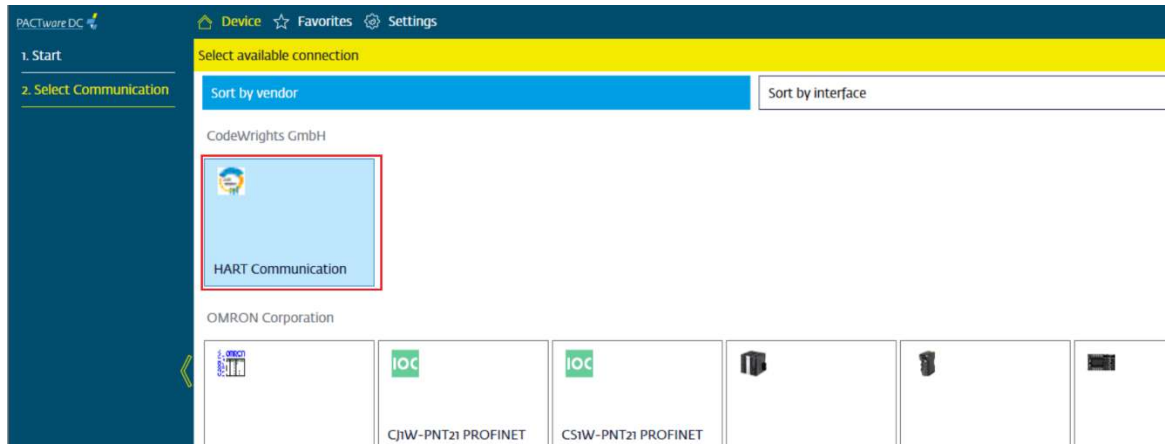 PACTware DC
Device Favorites Settings
1. Start
Select available connection
2. Select Communication
Sort by vendor
Sort by interface
CodeWrights GmbH
HART Communication
OMRON Corporation
IOC
IOC
CJ1W-PNT21 PROFINET
CS1W-PNT21 PROFINET